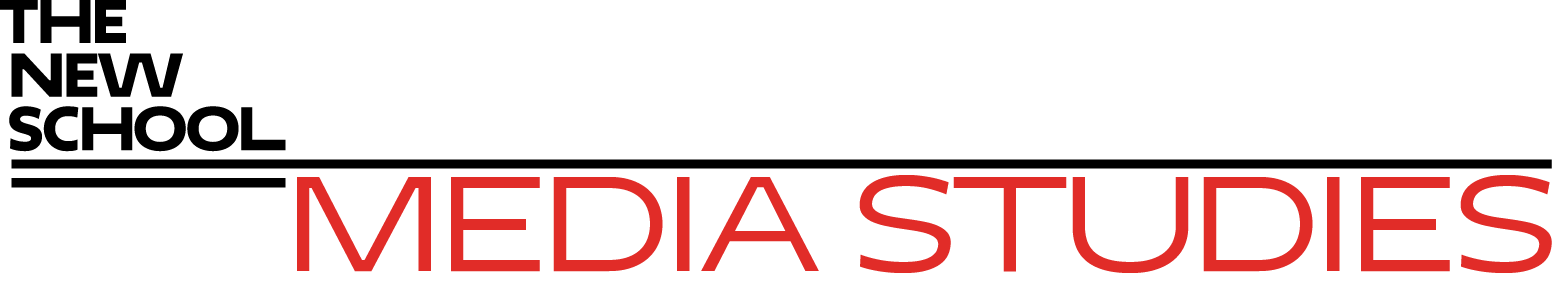 THE
NEW
SCHOOL
MEDIA STUDIES